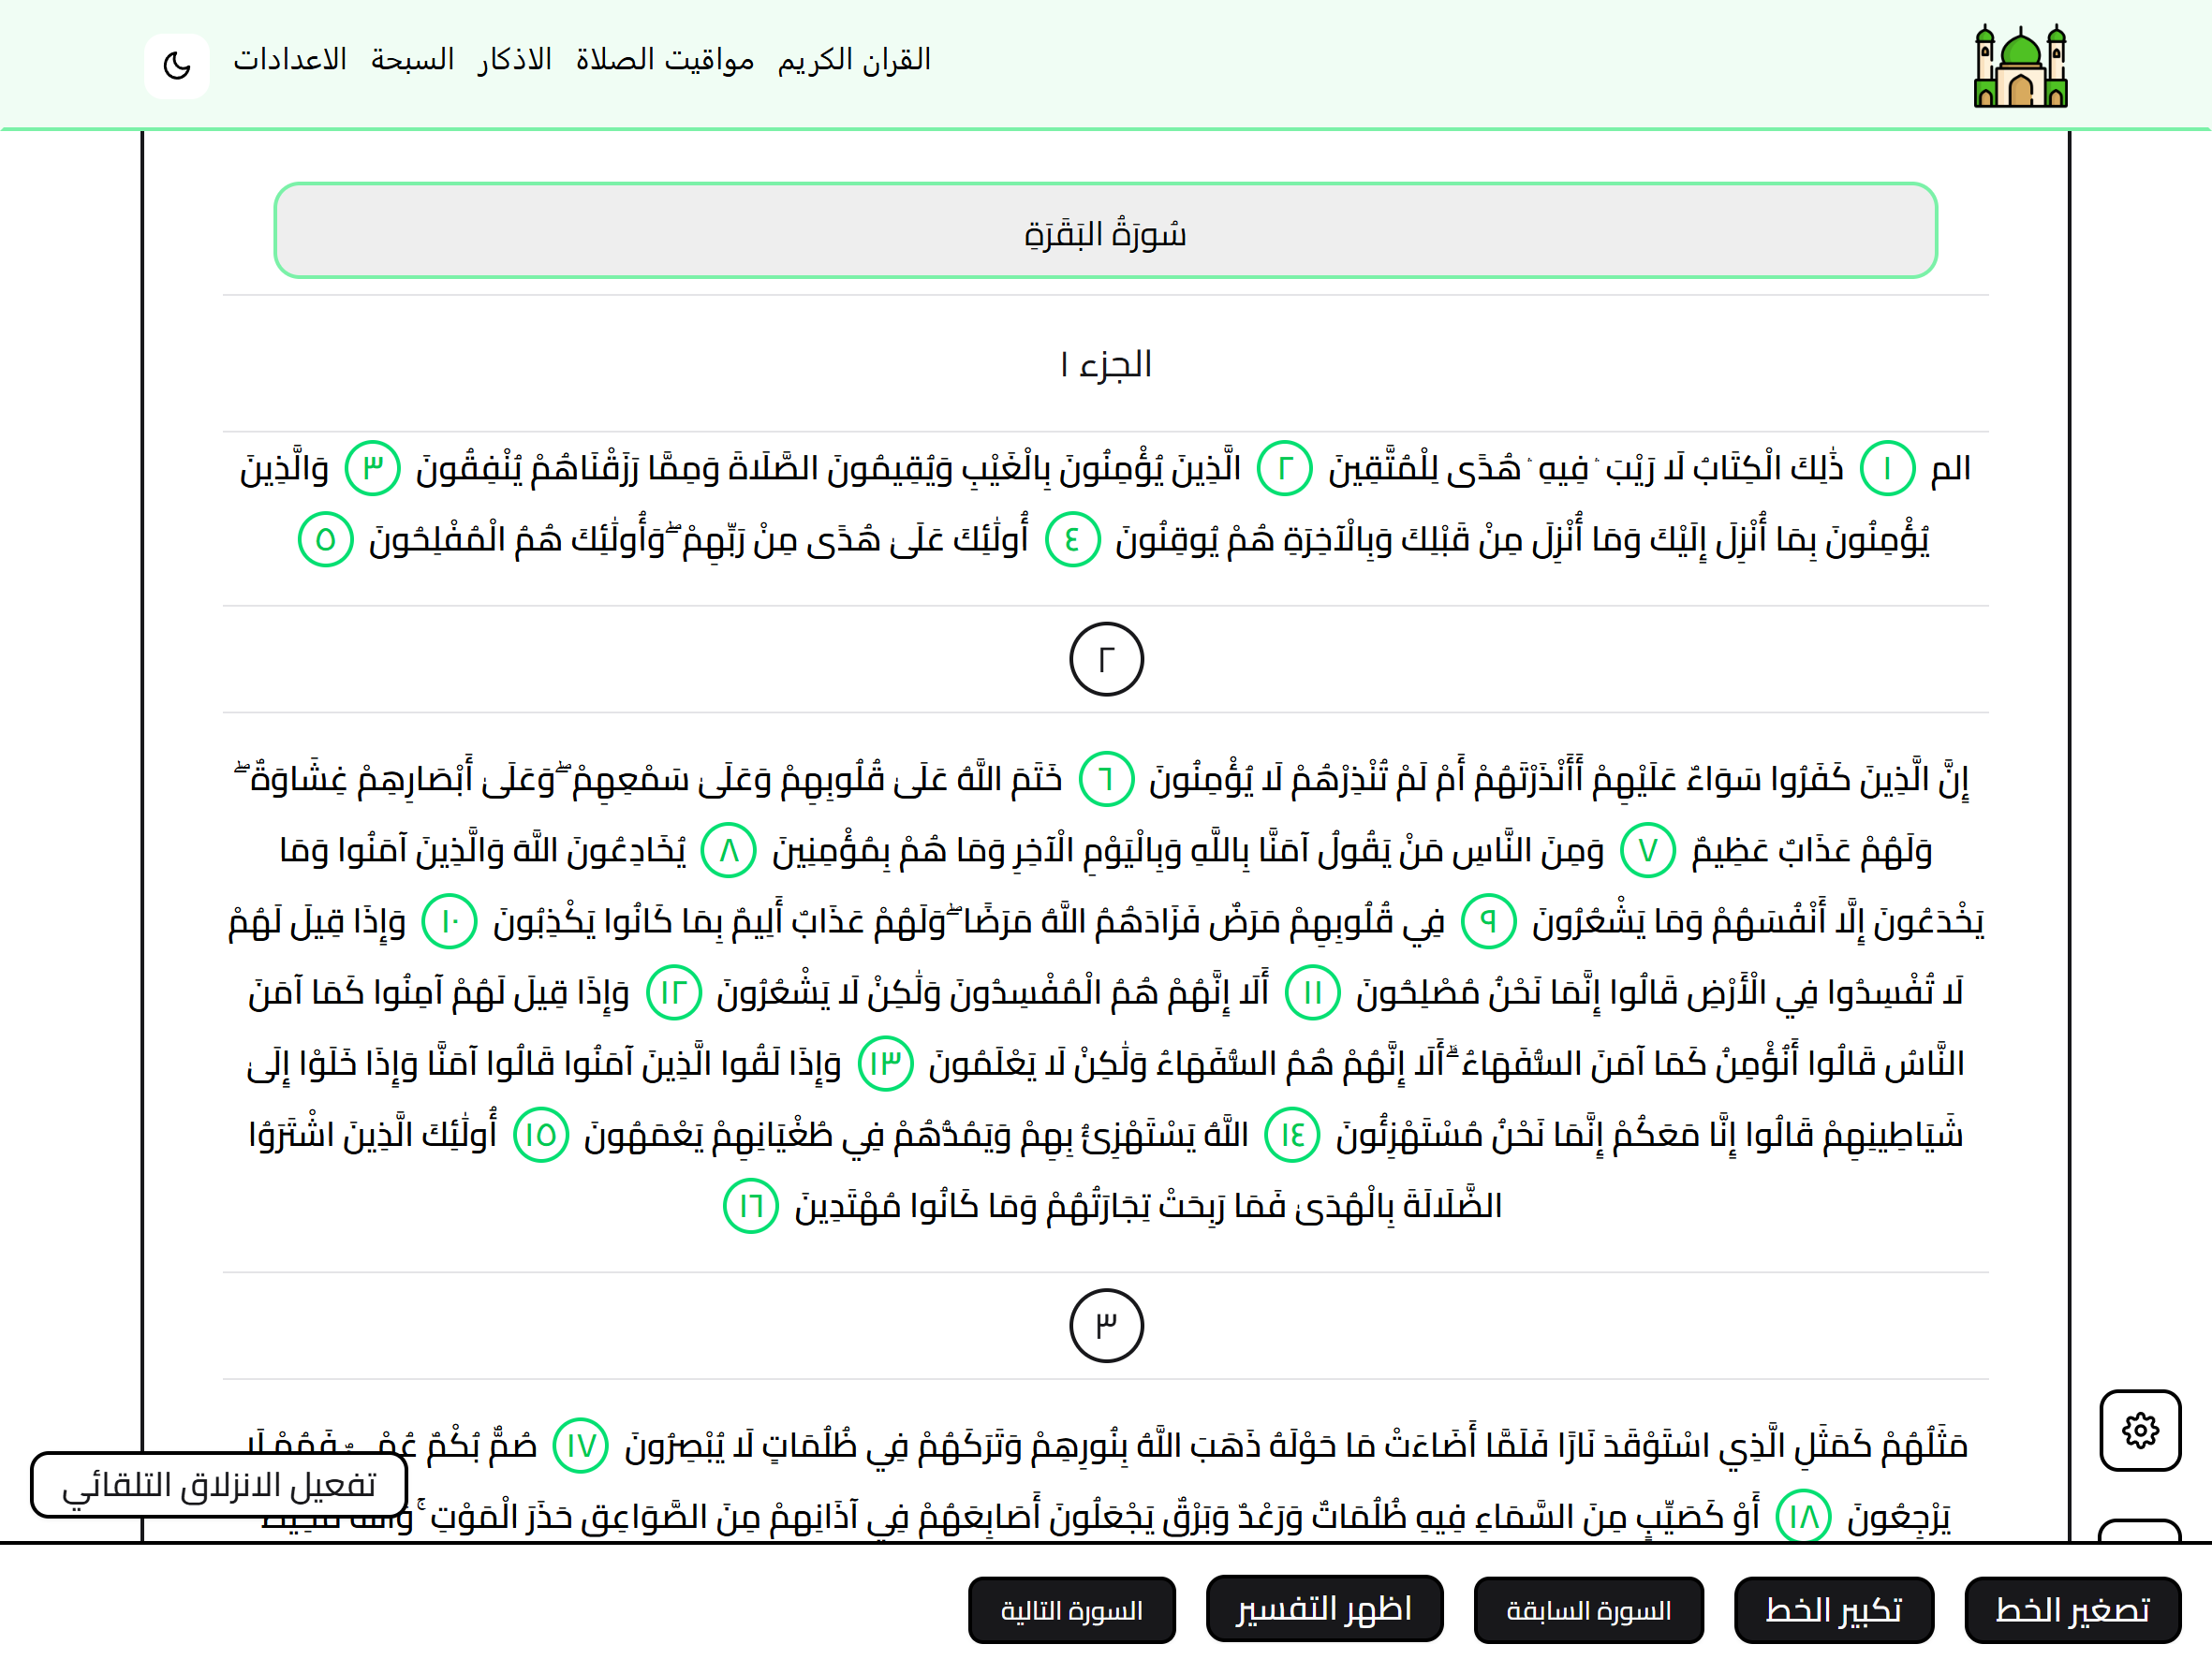 القران الكريم مواقيت الصلاة الاذكار السبحة الاعدادات
سُورَةُ البَقَرَةِ
الجزء ١
الم ١ ذَٰلِكَ الْكِتَابُ لَا رَيْبَ ۛ فِيهِ ۛ هُدًى لِلْمُتَّقِينَ ٢ الَّذِينَ يُؤْمِنُونَ بِالْغَيْبِ وَيُقِيمُونَ الصَّلَاةَ وَمِمَّا رَزَقْنَاهُمْ يُنْفِقُونَ ٣ وَالَّذِينَ
يُؤْمِنُونَ بِمَا أُنْزِلَ إِلَيْكَ وَمَا أُنْزِلَ مِنْ قَبْلِكَ وَبِالْآخِرَةِ هُمْ يُوقِنُونَ ٤ أُولَٰئِكَ عَلَىٰ هُدًى مِنْ رَبِّهِمْ ۖ وَأُولَٰئِكَ هُمُ الْمُفْلِحُونَ ٥
٢
إِنَّ الَّذِينَ كَفَرُوا سَوَاءٌ عَلَيْهِمْ أَأَنْذَرْتَهُمْ أَمْ لَمْ تُنْذِرْهُمْ لَا يُؤْمِنُونَ ٦ خَتَمَ اللَّهُ عَلَىٰ قُلُوبِهِمْ وَعَلَىٰ سَمْعِهِمْ ۖ وَعَلَىٰ أَبْصَارِهِمْ غِشَاوَةٌ ۖ
وَلَهُمْ عَذَابٌ عَظِيمٌ ٧ وَمِنَ النَّاسِ مَنْ يَقُولُ آمَنَّا بِاللَّهِ وَبِالْيَوْمِ الْآخِرِ وَمَا هُمْ بِمُؤْمِنِينَ ٨ يُخَادِعُونَ اللَّهَ وَالَّذِينَ آمَنُوا وَمَا
يَخْدَعُونَ إِلَّا أَنْفُسَهُمْ وَمَا يَشْعُرُونَ ٩ فِي قُلُوبِهِمْ مَرَضٌ فَزَادَهُمُ اللَّهُ مَرَضًا ۖ وَلَهُمْ عَذَابٌ أَلِيمٌ بِمَا كَانُوا يَكْذِبُونَ ١٠ وَإِذَا قِيلَ لَهُمْ
لَا تُفْسِدُوا فِي الْأَرْضِ قَالُوا إِنَّمَا نَحْنُ مُصْلِحُونَ ١١ أَلَا إِنَّهُمْ هُمُ الْمُفْسِدُونَ وَلَٰكِنْ لَا يَشْعُرُونَ ١٢ وَإِذَا قِيلَ لَهُمْ آمِنُوا كَمَا آمَنَ
النَّاسُ قَالُوا أَنُؤْمِنُ كَمَا آمَنَ السُّفَهَاءُ ۗ أَلَا إِنَّهُمْ هُمُ السُّفَهَاءُ وَلَٰكِنْ لَا يَعْلَمُونَ ١٣ وَإِذَا لَقُوا الَّذِينَ آمَنُوا قَالُوا آمَنَّا وَإِذَا خَلَوْا إِلَىٰ
شَيَاطِينِهِمْ قَالُوا إِنَّا مَعَكُمْ إِنَّمَا نَحْنُ مُسْتَهْزِئُونَ ١٤ اللَّهُ يَسْتَهْزِئُ بِهِمْ وَيَمُدُّهُمْ فِي طُغْيَانِهِمْ يَعْمَهُونَ ١٥ أُولَٰئِكَ الَّذِينَ اشْتَرَوُا
الضَّلَالَةَ بِالْهُدَىٰ فَمَا رَبِحَتْ تِجَارَتُهُمْ وَمَا كَانُوا مُهْتَدِينَ ١٦
٣
مَثَلُهُمْ كَمَثَلِ الَّذِي اسْتَوْقَدَ نَارًا فَلَمَّا أَضَاءَتْ مَا حَوْلَهُ ذَهَبَ اللَّهُ بِنُورِهِمْ وَتَرَكَهُمْ فِي ظُلُمَاتٍ لَا يُبْصِرُونَ ١٧ صُمٌّ بُكْمٌ عُمْيٌ فَهُمْ لَا
يَرْجِعُونَ ١٨ أَوْ كَصَيِّبٍ مِنَ السَّمَاءِ فِيهِ ظُلُمَاتٌ وَرَعْدٌ وَبَرْقٌ يَجْعَلُونَ أَصَابِعَهُمْ فِي آذَانِهِمْ مِنَ الصَّوَاعِقِ حَذَرَ الْمَوْتِ ۚ
تفعيل الانزلاق التلقائي
تصغير الخط تكبير الخط السورة السابقة اظهر التفسير السورة التالية